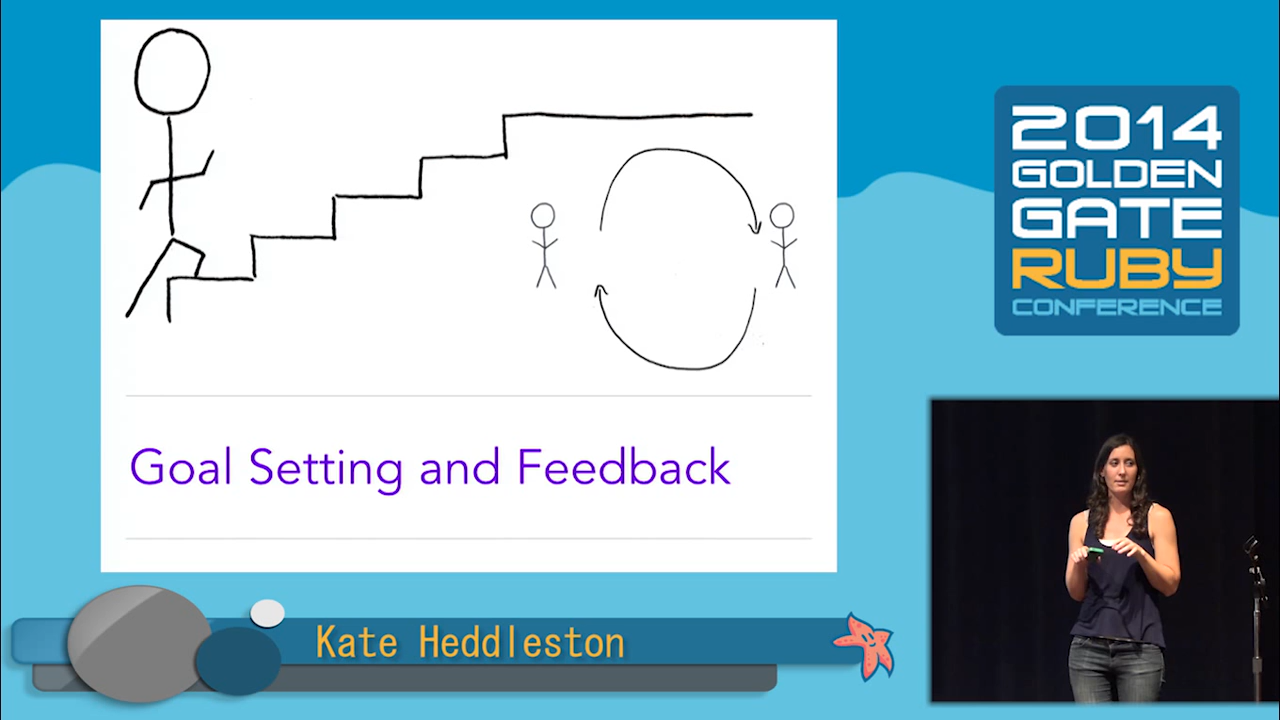 Goal Setting and Feedback
2014
GOLDEN
GATE
RUBY
CONFERENCE
Kate Heddleston